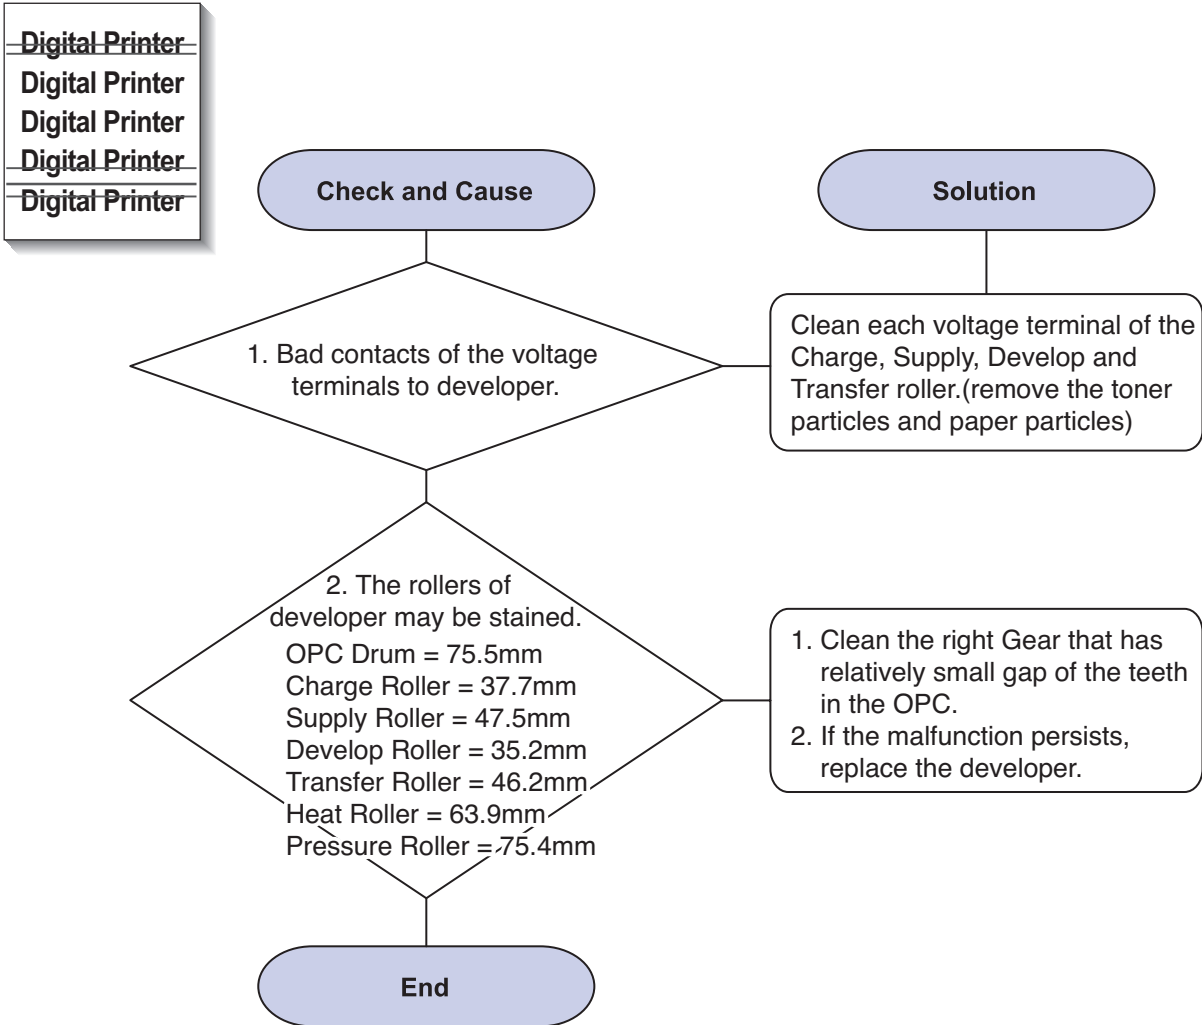 Digital Printer
Digital Printer
Digital Printer
Digital Printer
Digital Printer
Check and Cause
Solution
1. Bad contacts of the voltage
terminals to developer.
Clean each voltage terminal of the
Charge, Supply, Develop and
Transfer roller.(remove the toner
particles and paper particles)
2. The rollers of
developer may be stained.
OPC Drum = 75.5mm
Charge Roller = 37.7mm
Supply Roller = 47.5mm
Develop Roller = 35.2mm
Transfer Roller = 46.2mm
Heat Roller = 63.9mm
Pressure Roller = 75.4mm
1. Clean the right Gear that has
relatively small gap of the teeth
in the OPC.
2. If the malfunction persists,
replace the developer.
End